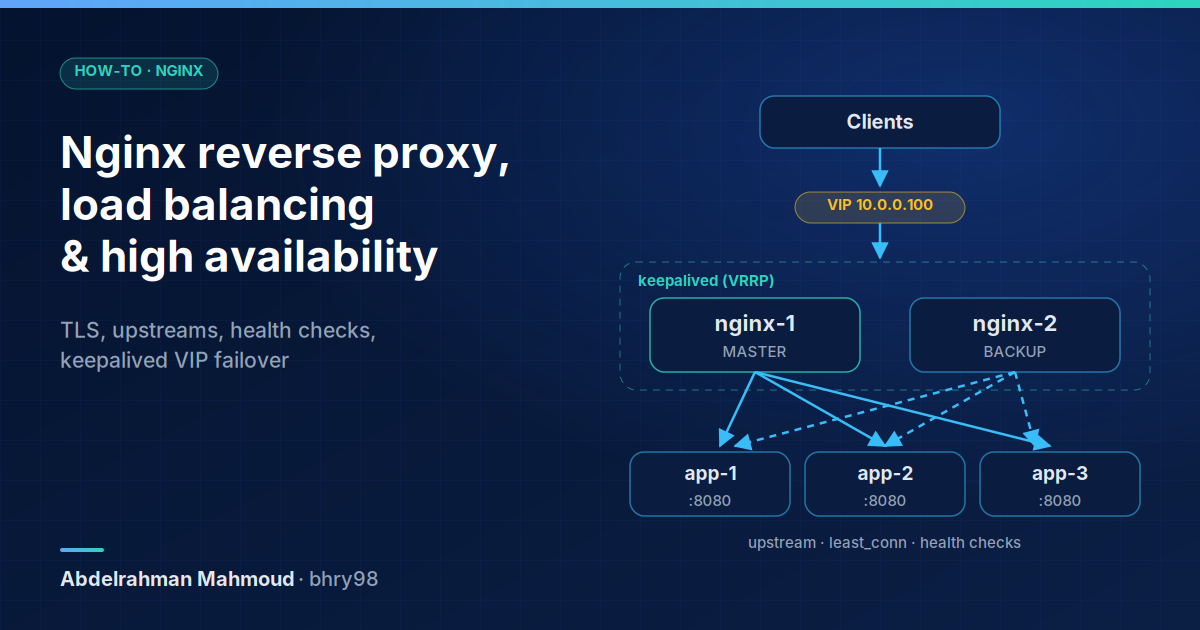 HOW-TO · NGINX
Nginx reverse proxy,
load balancing
& high availability
TLS, upstreams, health checks,
keepalived VIP failover
Abdelrahman Mahmoud · bhry98
Clients
VIP 10.0.0.100
keepalived (VRRP)
nginx-1
MASTER
nginx-2
BACKUP
app-1
:8080
app-2
:8080
app-3
:8080
upstream · least_conn · health checks